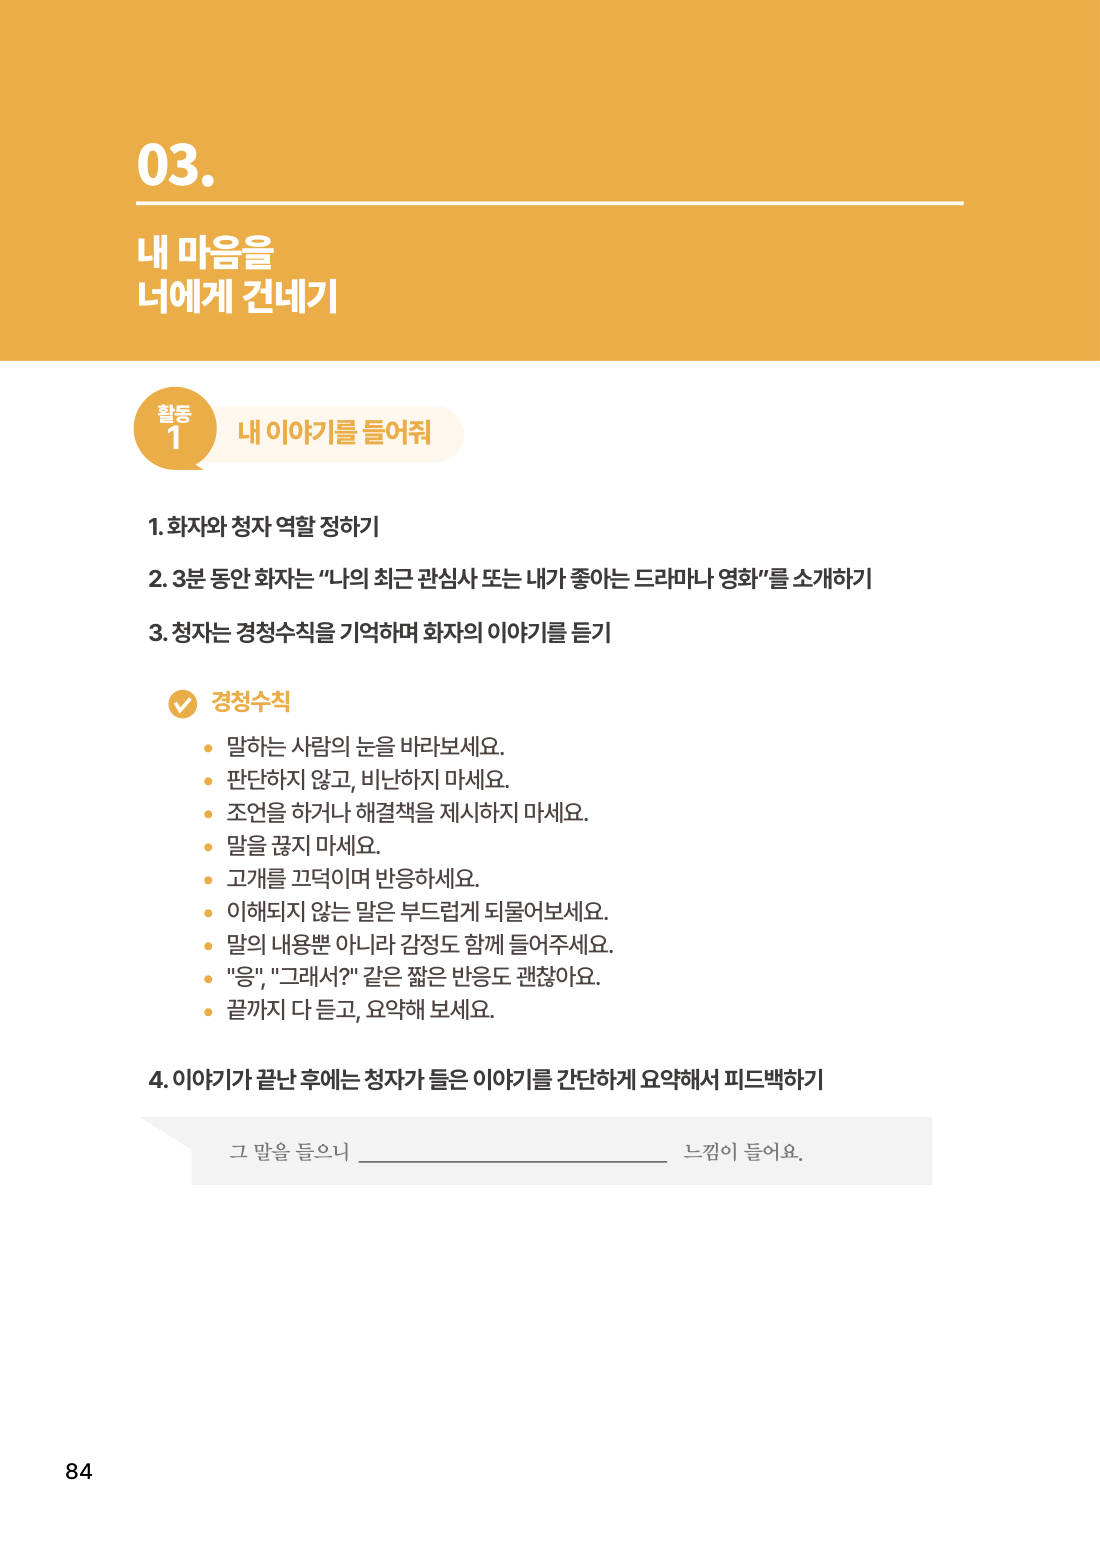 03.
내 마음을
너에게 건네기
활동
1
내 이야기를 들어줘
1. 화자와 청자 역할 정하기
2. 3분 동안 화자는 “나의 최근 관심사 또는 내가 좋아는 드라마나 영화”를 소개하기
3. 청자는 경청수칙을 기억하며 화자의 이야기를 듣기
경청수칙
• 말하는 사람의 눈을 바라보세요.
• 판단하지 않고, 비난하지 마세요.
• 조언을 하거나 해결책을 제시하지 마세요.
• 말을 끊지 마세요.
• 고개를 끄덕이며 반응하세요.
• 이해되지 않는 말은 부드럽게 되물어보세요.
• 말의 내용뿐 아니라 감정도 함께 들어주세요.
• "응", "그래서?" 같은 짧은 반응도 괜찮아요.
• 끝까지 다 듣고, 요약해 보세요.
4. 이야기가 끝난 후에는 청자가 들은 이야기를 간단하게 요약해서 피드백하기
그 말을 들으니 ____________________ 느낌이 들어요.
84